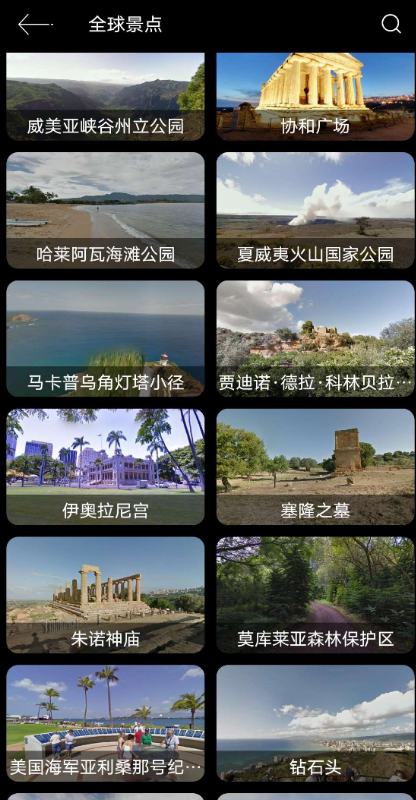 全球景点
威美亚峡谷州立公园
协和广场
哈莱阿瓦海滩公园
夏威夷火山国家公园
马卡普乌角灯塔小径
贾迪诺·德拉·科林贝拉…
伊奥拉尼宫
塞隆之墓
朱诺神庙
莫库莱亚森林保护区
美国海军亚利桑那号纪…
钻石头